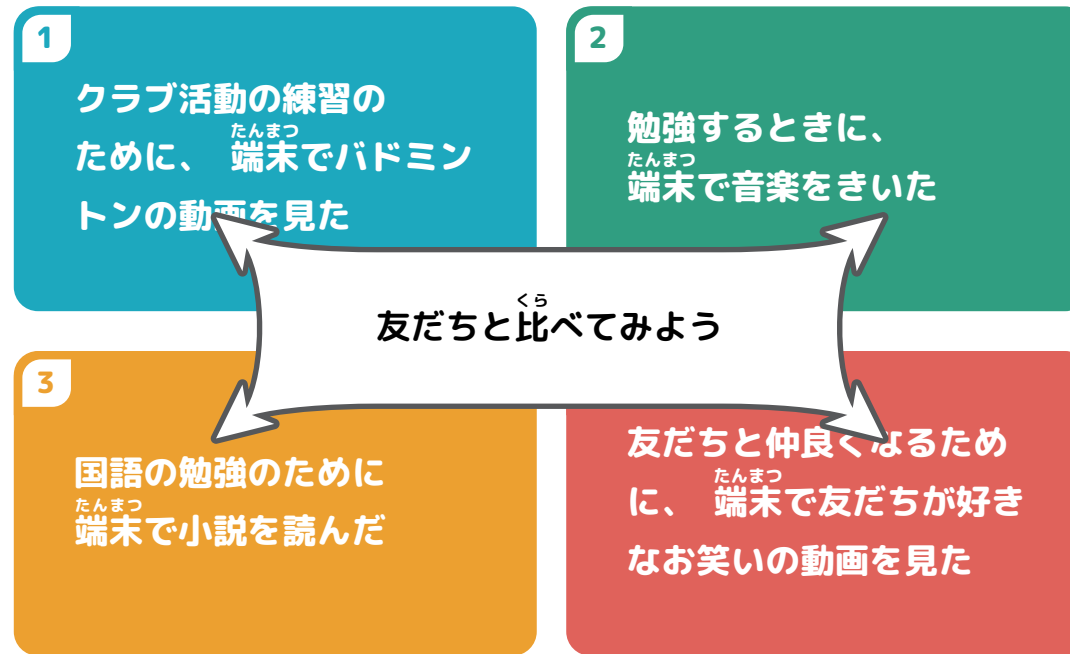 1
クラブ活動の練習の
たんまつ
ために、 端末でバドミン
トンの動画を見た
2
勉強するときに、
たんまつ
端末で音楽をきいた
くら
友だちと比べてみよう
3
国語の勉強のために
たんまつ
端末で小説を読んだ
友だちと仲良くなるため
たんまつ
に、 端末で友だちが好き
なお笑いの動画を見た